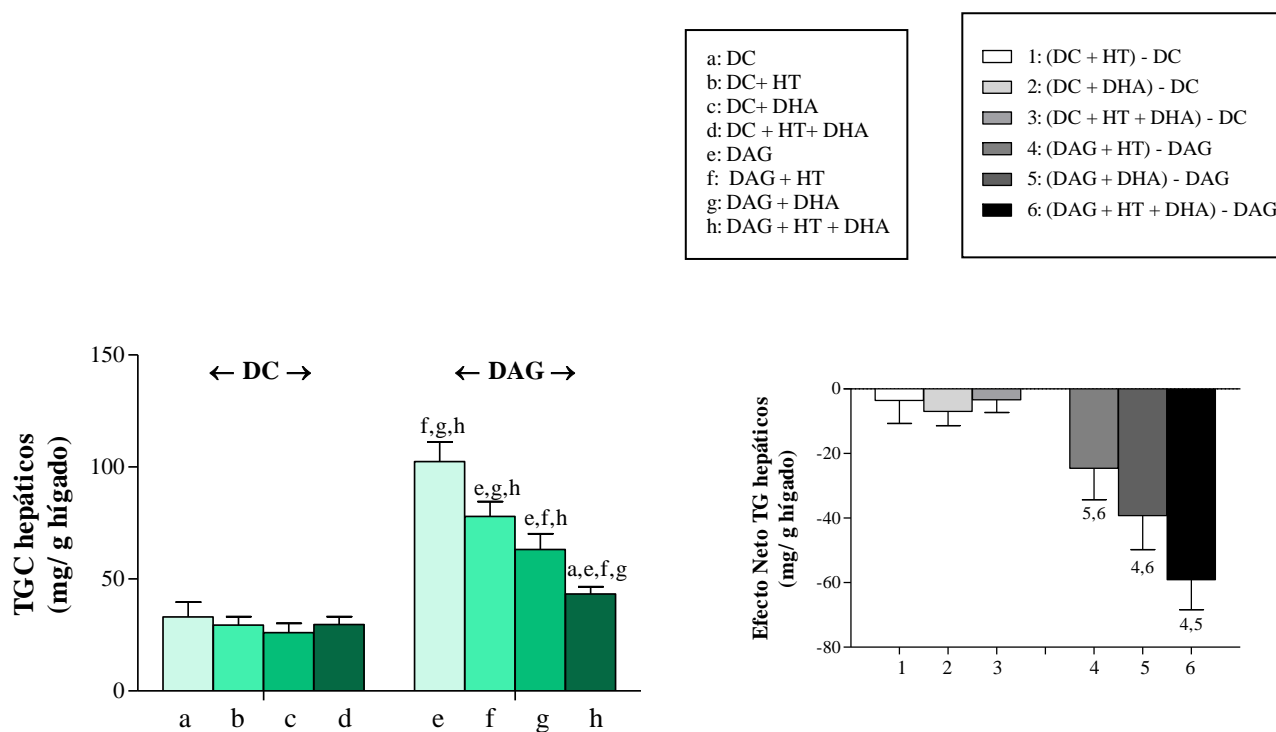 a: DC
b: DC+ HT
c: DC+ DHA
d: DC + HT+ DHA
e: DAG
f: DAG + HT
g: DAG + DHA
h: DAG + HT + DHA
1: (DC + HT) - DC
2: (DC + DHA) - DC
3: (DC + HT + DHA) - DC
4: (DAG + HT) - DAG
5: (DAG + DHA) - DAG
6: (DAG + HT + DHA) - DAG
TGC hepáticos
(mg/ g hígado)
150
100
50
0
← DC →
← DAG →
f,g,h
e,g,h
e,f,h
a,e,f,g
a b c d e f g h
Efecto Neto TG hepáticos
(mg/ g hígado)
0
-20
-40
-60
-80
5,6
4,6
4,5
1 2 3 4 5 6